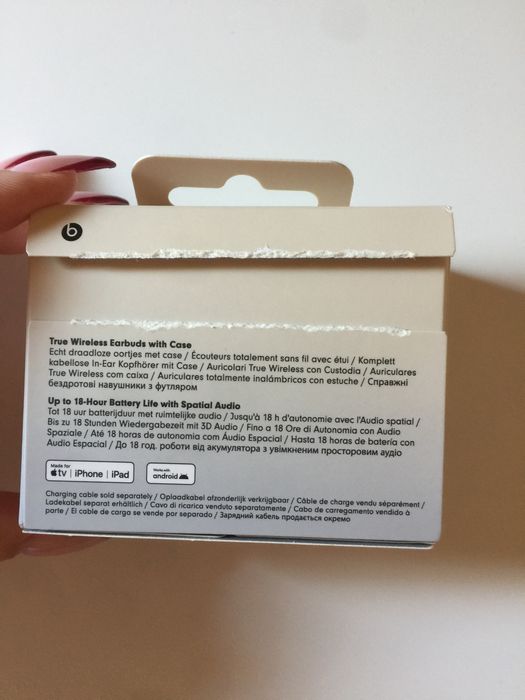 b
True Wireless Earbuds with Case
Echt draadloze oortjes met case / Écouteurs totalement sans fil avec étui / Komplett
kabellose In-Ear Kopfhörer mit Case / Auricolari True Wireless con Custodia / Auriculares
True Wireless com caixa / Auriculares totalmente inalámbricos con estuche / Справжні
бездротові навушники з футляром
Up to 18-Hour Battery Life with Spatial Audio
Tot 18 uur batterijduur met ruimtelijke audio / Jusqu'à 18 h d'autonomie avec l'Audio spatial /
Bis zu 18 Stunden Wiedergabezeit mit 3D Audio / Fino a 18 Ore di Autonomia con Audio
Spaziale / Até 18 horas de autonomia com Áudio Espacial / Hasta 18 horas de batería con
Audio Espacial / До 18 год. роботи від акумулятора з увімкненим просторовим аудіо
Made for
tv | iPhone | iPad
Works with
android
Charging cable sold separately / Oplaadkabel afzonderlijk verkrijgbaar / Câble de charge vendu séparément /
Ladekabel separat erhältlich / Cavo di ricarica venduto separatamente / Cabo de carregamento vendido à
parte / El cable de carga se vende por separado / Зарядний кабель продається окремо